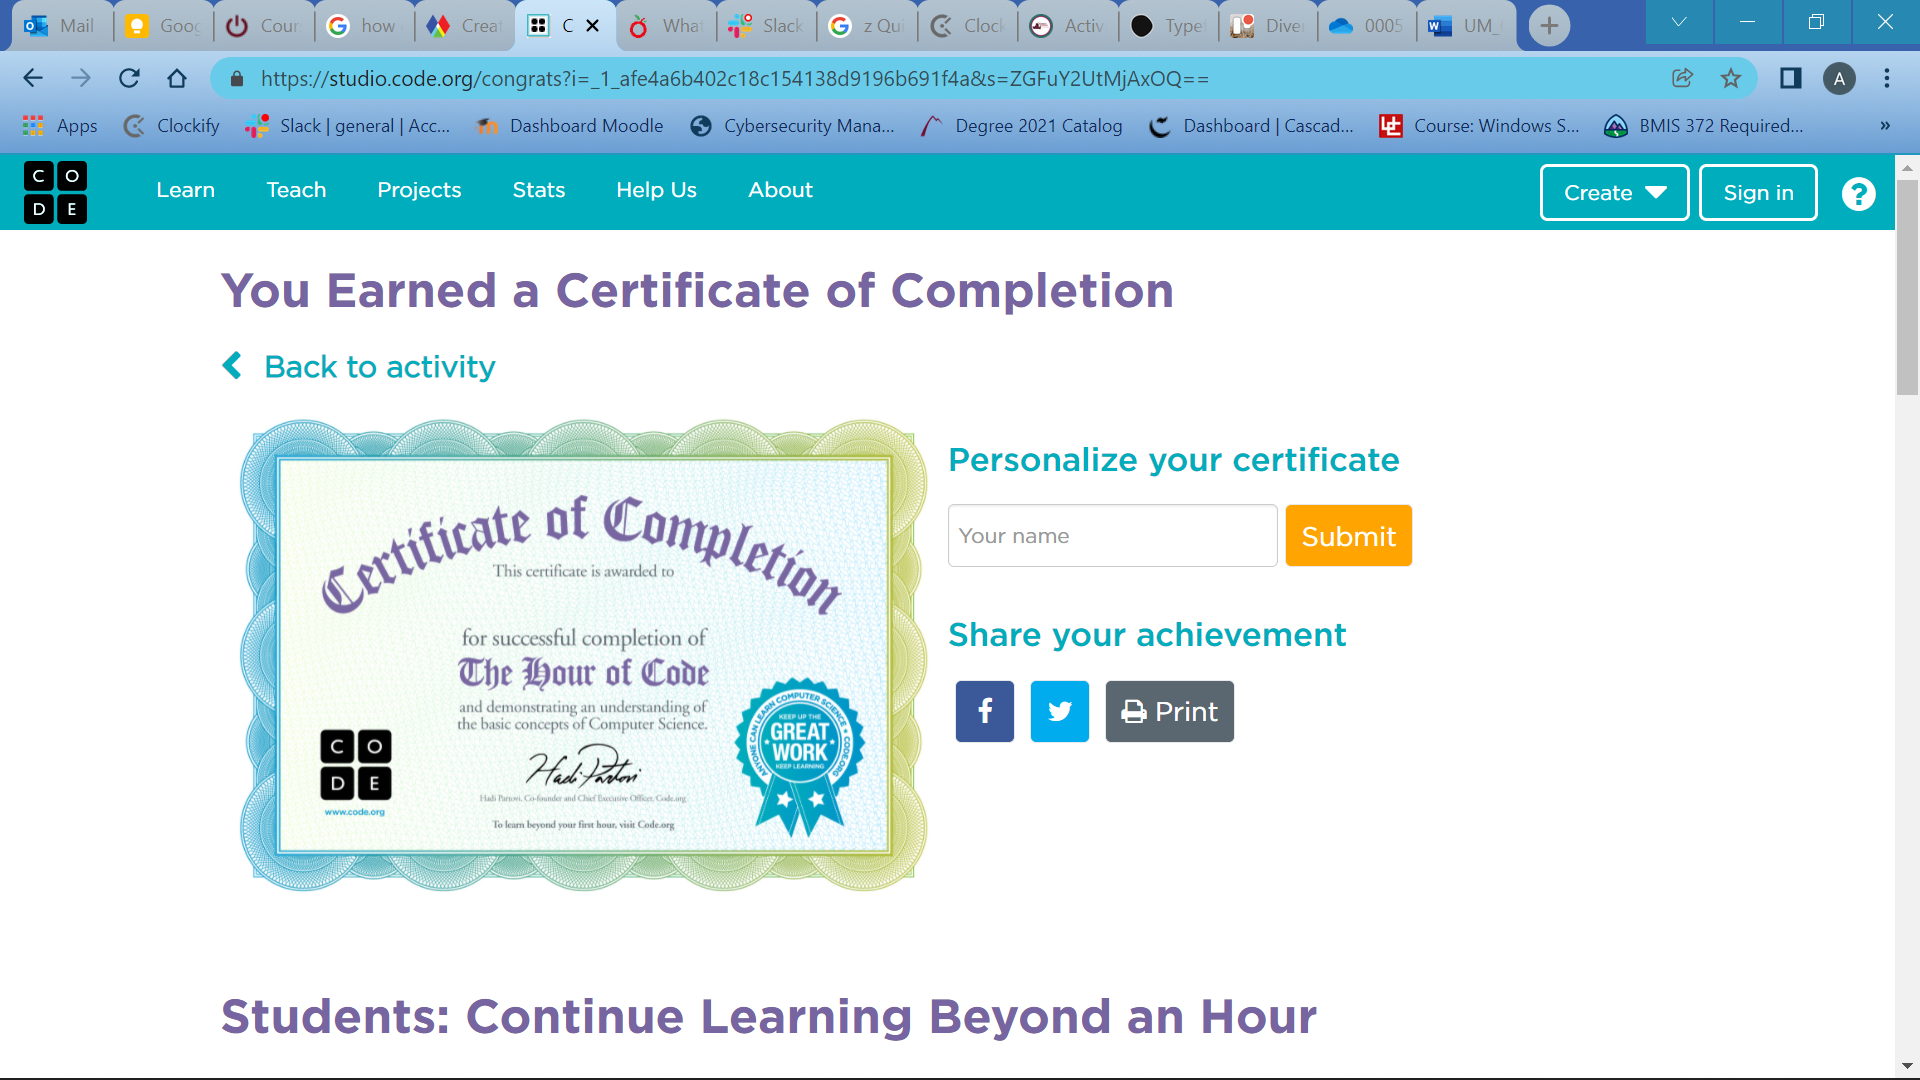 Mail
Goog
Cour
how
Creat
C
What
Slack
z Qui
Clock
Activ
Typef
Diver
0005
UM_
https://studio.code.org/congrats?i=_1_afe4a6b402c18c154138d9196b691f4a&s=ZGFuY2UtMjAxOQ==
A
Apps
Clockify
Slack | general | Acc...
Dashboard Moodle
Cybersecurity Mana...
Degree 2021 Catalog
Dashboard | Cascad...
Course: Windows S...
BMIS 372 Required...
»
C O
D E
Learn
Teach
Projects
Stats
Help Us
About
Create
Sign in
?
You Earned a Certificate of Completion
Back to activity
Certificate of Completion
This certificate is awarded to
for successful completion of
The Hour of Code
and demonstrating an understanding of
the basic concepts of Computer Science.
Hadi Partovi
Hadi Partovi, Co-founder and Chief Executive Officer, Code.org
To learn beyond your first hour, visit Code.org
C O
D E
www.code.org
ANYONE CAN LEARN COMPUTER SCIENCE
CODE.ORG
KEEP UP THE
GREAT
WORK
KEEP LEARNING
Personalize your certificate
Your name
Submit
Share your achievement
f
Print
Students: Continue Learning Beyond an Hour